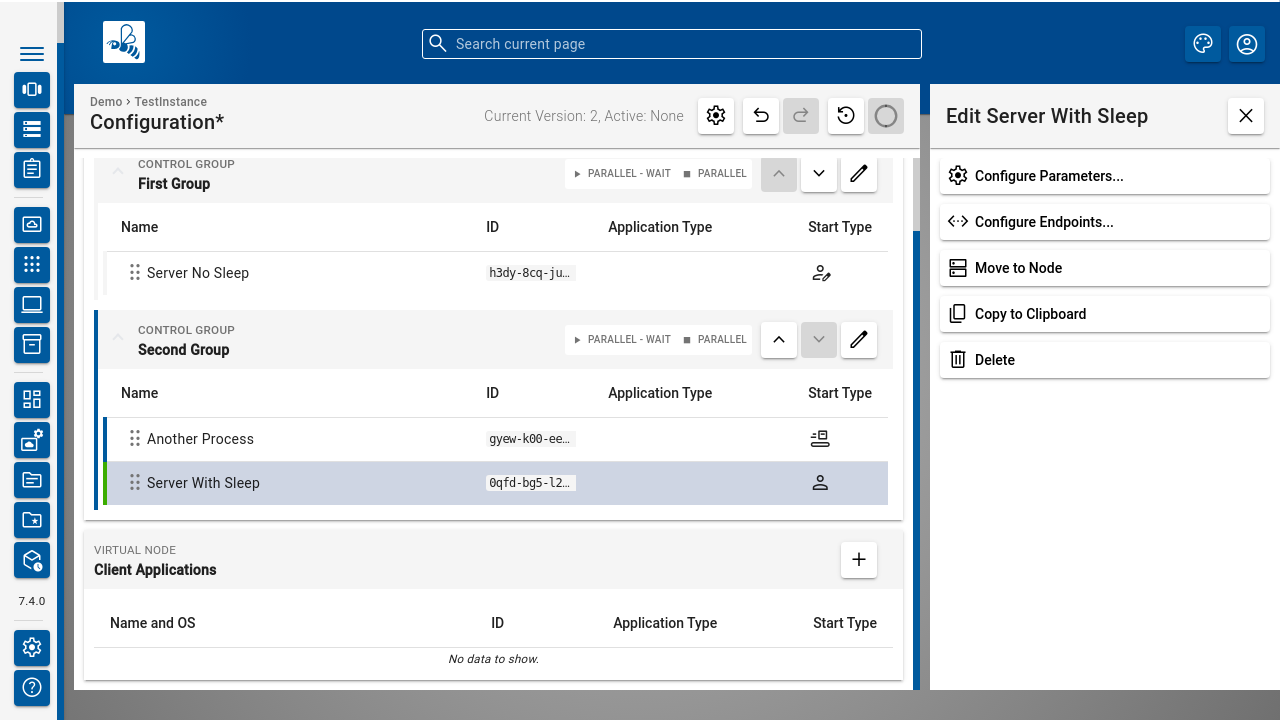 Search current page
Demo › TestInstance
Configuration*
Current Version: 2, Active: None
CONTROL GROUP
First Group
PARALLEL - WAIT
PARALLEL
Name
ID
Application Type
Start Type
Server No Sleep
h3dy-8cq-ju…
CONTROL GROUP
Second Group
PARALLEL - WAIT
PARALLEL
Name
ID
Application Type
Start Type
Another Process
gyew-k00-ee…
Server With Sleep
0qfd-bg5-l2…
VIRTUAL NODE
Client Applications
Name and OS
ID
Application Type
Start Type
No data to show.
Edit Server With Sleep
Configure Parameters...
Configure Endpoints...
Move to Node
Copy to Clipboard
Delete
7.4.0